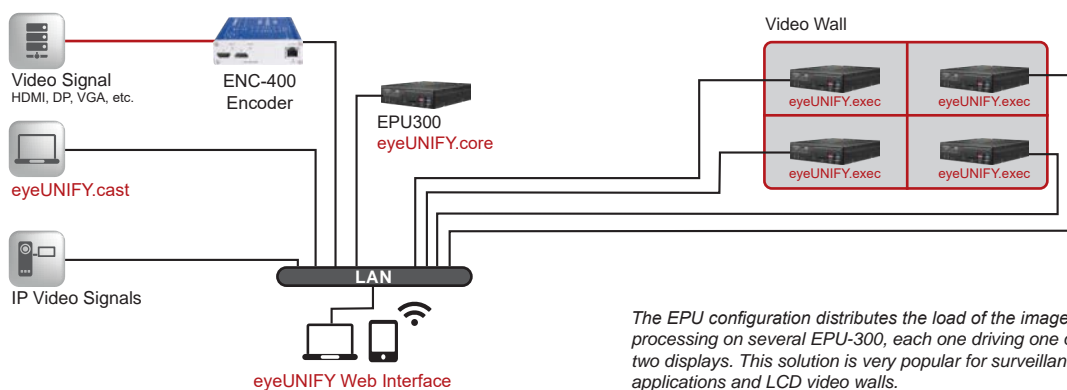 Video Signal
HDMI, DP, VGA, etc.
ENC-400
Encoder
EPU300
eyeUNIFY.core
eyeUNIFY.cast
IP Video Signals
LAN
eyeUNIFY Web Interface
Video Wall
eyeUNIFY.exec
eyeUNIFY.exec
eyeUNIFY.exec
eyeUNIFY.exec
The EPU configuration distributes the load of the image
processing on several EPU-300, each one driving one
two displays. This solution is very popular for
applications and LCD video walls.